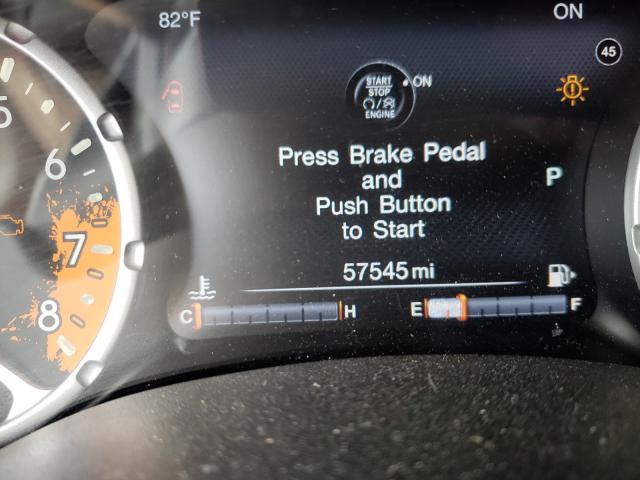 82°F
ON
45
START
STOP
ON
ENGINE
Press Brake Pedal
and
Push Button
to Start
P
57545 mi
C H
E F
5
6
7
8